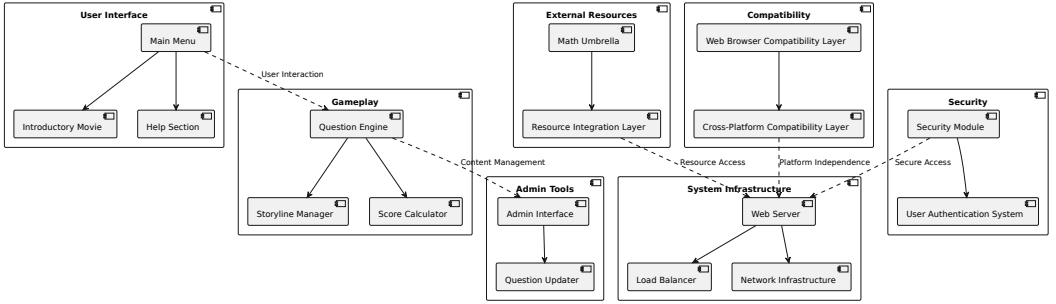 User Interface
External Resources
Compatibility
Main Menu
Math Umbrella
Web Browser Compatibility Layer
User Interaction
Gameplay
Security
Introductory Movie
Help Section
Question Engine
Resource Integration Layer
Cross-Platform Compatibility Layer
Security Module
Content Management
Resource Access
Platform Independence
Secure Access
Admin Tools
System Infrastructure
Storyline Manager
Score Calculator
Admin Interface
Web Server
User Authentication System
Question Updater
Load Balancer
Network Infrastructure